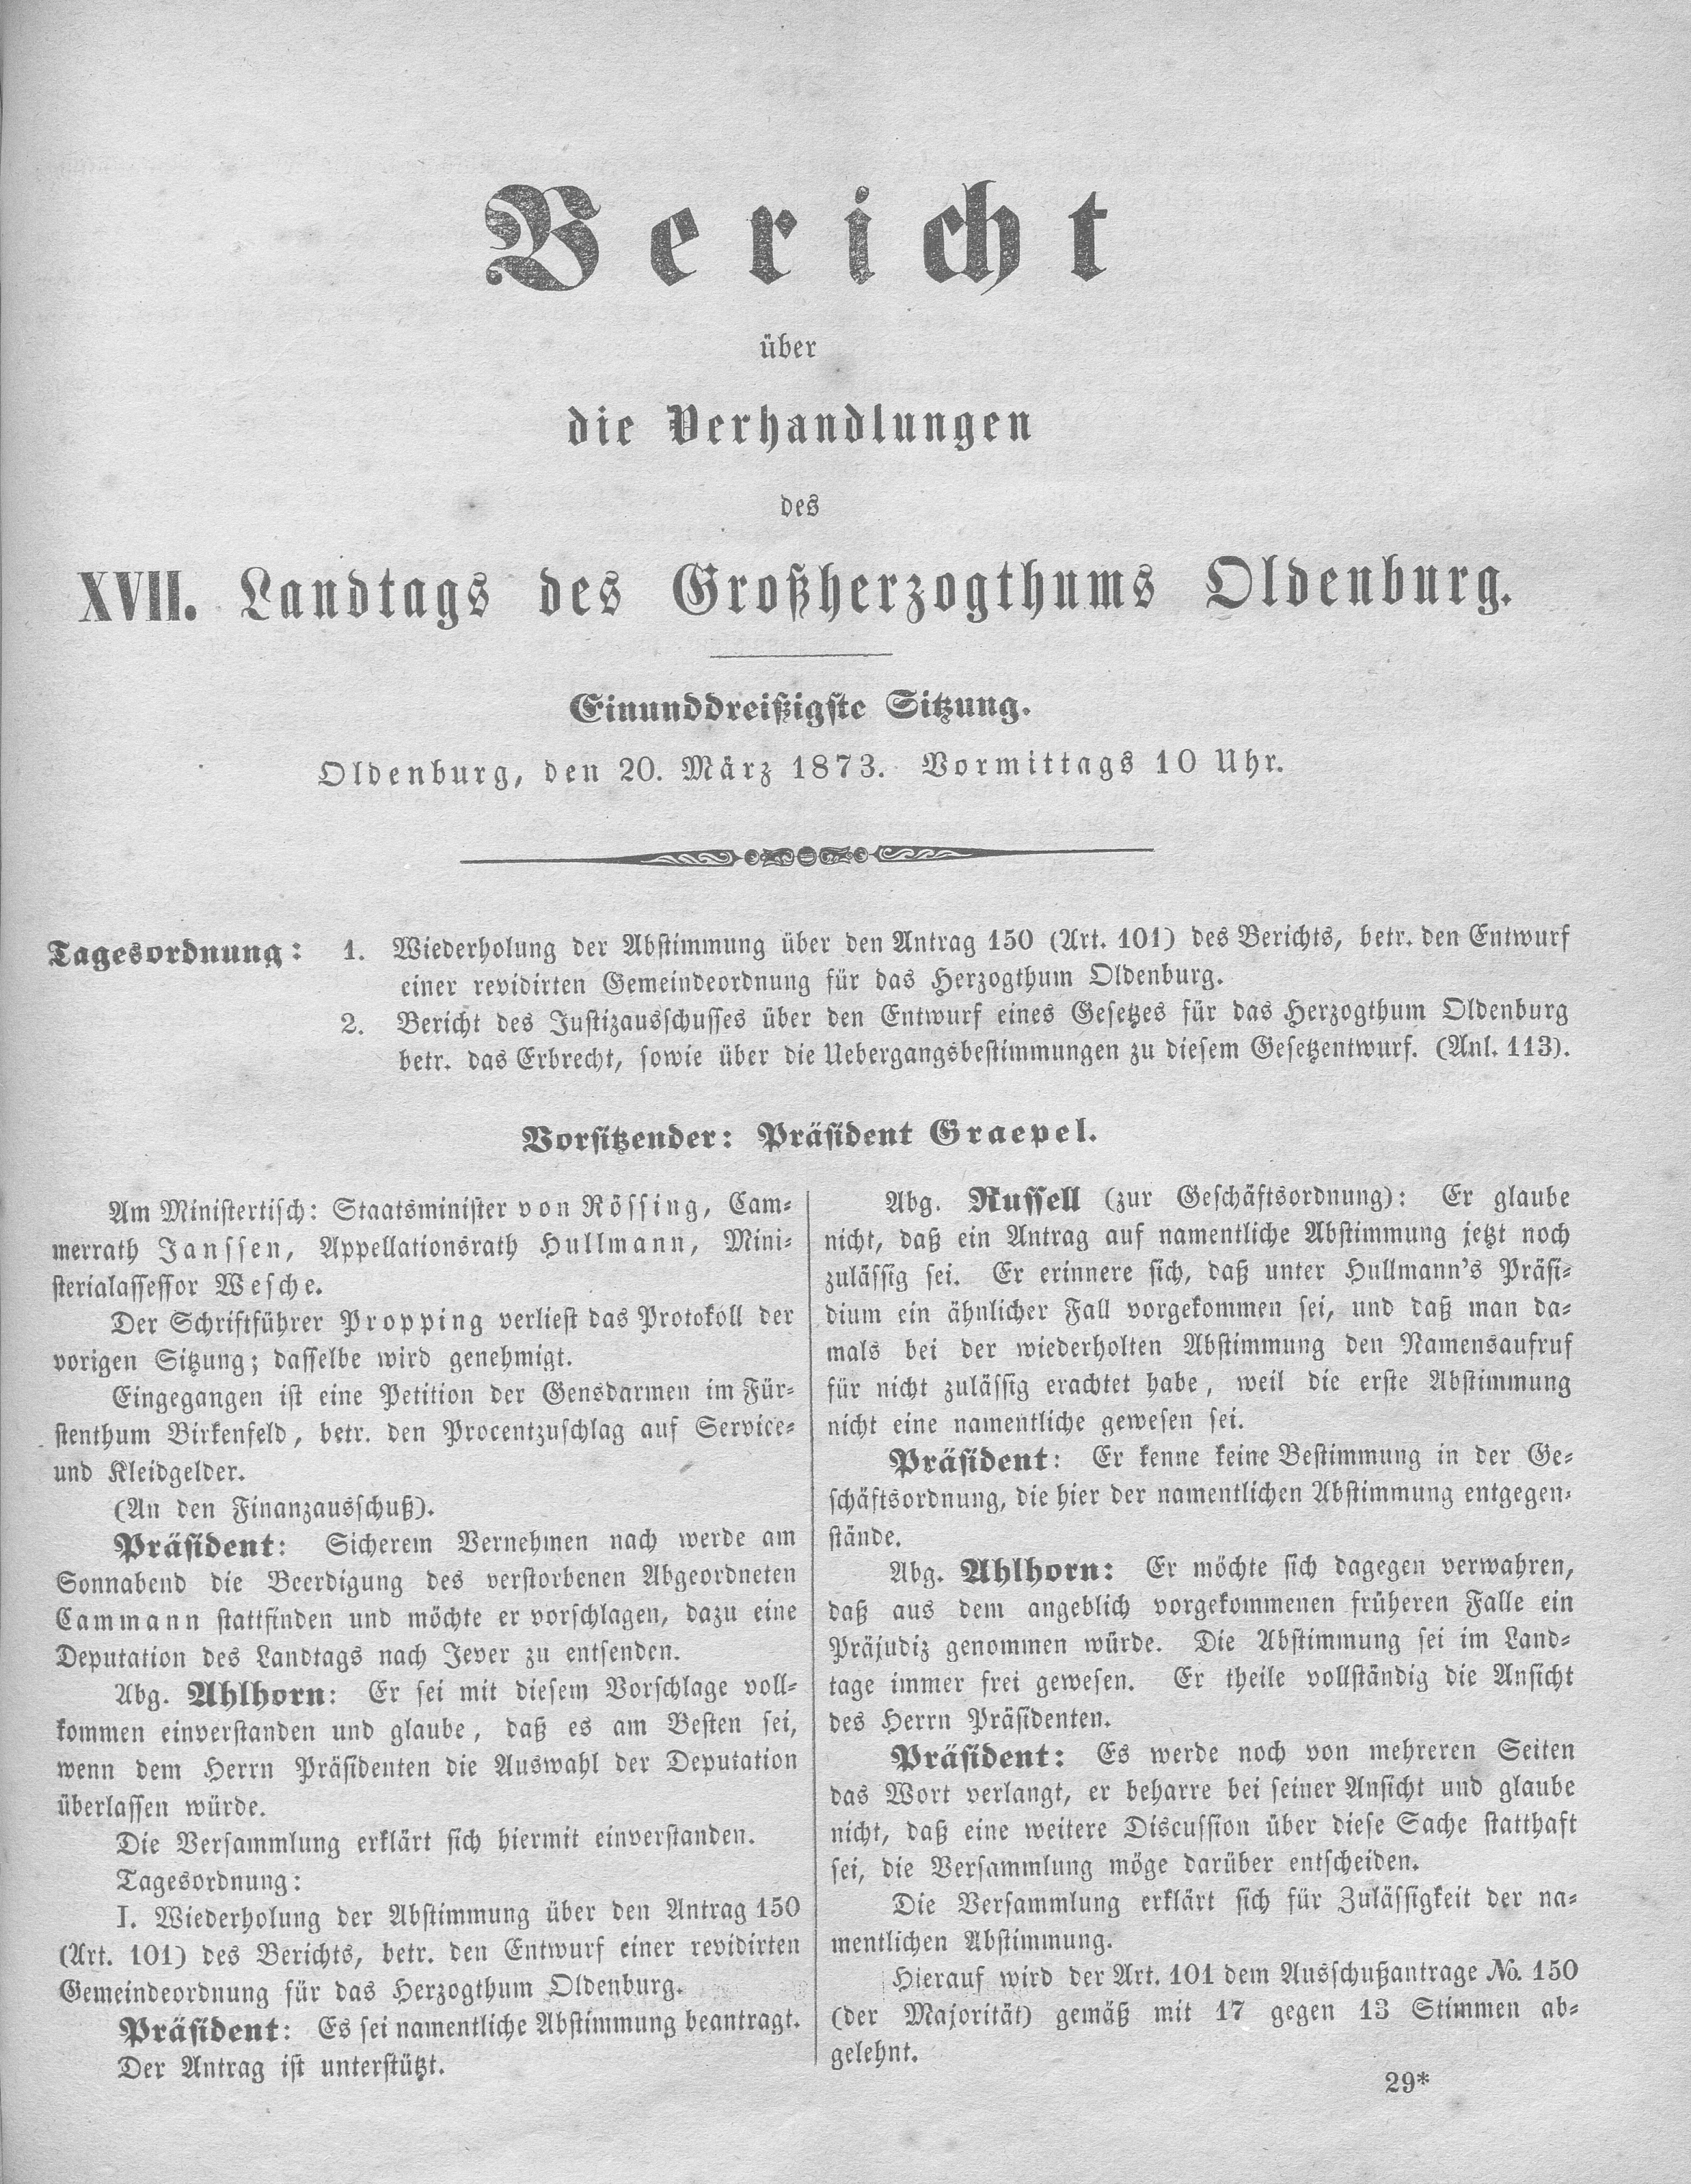 Bericht
über
die Verhandlungen
des
XVII. Landtags des Großherzogthums Oldenburg.
Einunddreißigste Sitzung.
Oldenburg, den 20. März 1873. Vormittags 10 Uhr.
Tagesordnung: 1. Wiederholung der Abstimmung über den Antrag 150 (Art. 101) des Berichts, betr. den Entwurf
einer revidirten Gemeindeordnung für das Herzogthum Oldenburg.
2. Bericht des Justizausschusses über den Entwurf eines Gesetzes für das Herzogthum Oldenburg
betr. das Erbrecht, sowie über die Uebergangsbestimmungen zu diesem Gesetzentwurf. (Anl. 113).
Vorsitzender: Präsident Graepel.
Am Ministertisch: Staatsminister von Rössing, Cam-
merrath Janssen, Appellationsrath Hullmann, Mini-
sterialassessor Wesche.
Der Schriftführer Propping verliest das Protokoll der
vorigen Sitzung; dasselbe wird genehmigt.
Eingegangen ist eine Petition der Gensdarmen im Für-
stenthum Birkenfeld, betr. den Procentzuschlag auf Service-
und Kleidgelder.
(An den Finanzausschuß).
Präsident: Sicherem Vernehmen nach werde am
Sonnabend die Beerdigung des verstorbenen Abgeordneten
Cammann stattfinden und möchte er vorschlagen, dazu eine
Deputation des Landtags nach Jever zu entsenden.
Abg. Ahlhorn: Er sei mit diesem Vorschlage voll-
kommen einverstanden und glaube, daß es am Besten sei,
wenn dem Herrn Präsidenten die Auswahl der Deputation
überlassen würde.
Die Versammlung erklärt sich hiermit einverstanden.
Tagesordnung:
I. Wiederholung der Abstimmung über den Antrag 150
(Art. 101) des Berichts, betr. den Entwurf einer revidirten
Gemeindeordnung für das Herzogthum Oldenburg.
Präsident: Es sei namentliche Abstimmung beantragt.
Der Antrag ist unterstützt.
Abg. Russell (zur Geschäftsordnung): Er glaube
nicht, daß ein Antrag auf namentliche Abstimmung jetzt noch
zulässig sei. Er erinnere sich, daß unter Hullmann's Präsi-
dium ein ähnlicher Fall vorgekommen sei, und daß man da-
mals bei der wiederholten Abstimmung den Namensaufruf
für nicht zulässig erachtet habe, weil die erste Abstimmung
nicht eine namentliche gewesen sei.
Präsident: Er kenne keine Bestimmung in der Ge-
schäftsordnung, die hier der namentlichen Abstimmung entgegen-
stände.
Abg. Ahlhorn: Er möchte sich dagegen verwahren,
daß aus dem angeblich vorgekommenen früheren Falle ein
Präjudiz genommen würde. Die Abstimmung sei im Land-
tage immer frei gewesen. Er theile vollständig die Ansicht
des Herrn Präsidenten.
Präsident: Es werde noch von mehreren Seiten
das Wort verlangt, er beharre bei seiner Ansicht und glaube
nicht, daß eine weitere Discussion über diese Sache statthaft
sei, die Versammlung möge darüber entscheiden.
Die Versammlung erklärt sich für Zulässigkeit der na-
mentlichen Abstimmung.
Hierauf wird der Art. 101 dem Ausschußantrage No. 150
(der Majorität) gemäß mit 17 gegen 13 Stimmen ab-
gelehnt.
29*